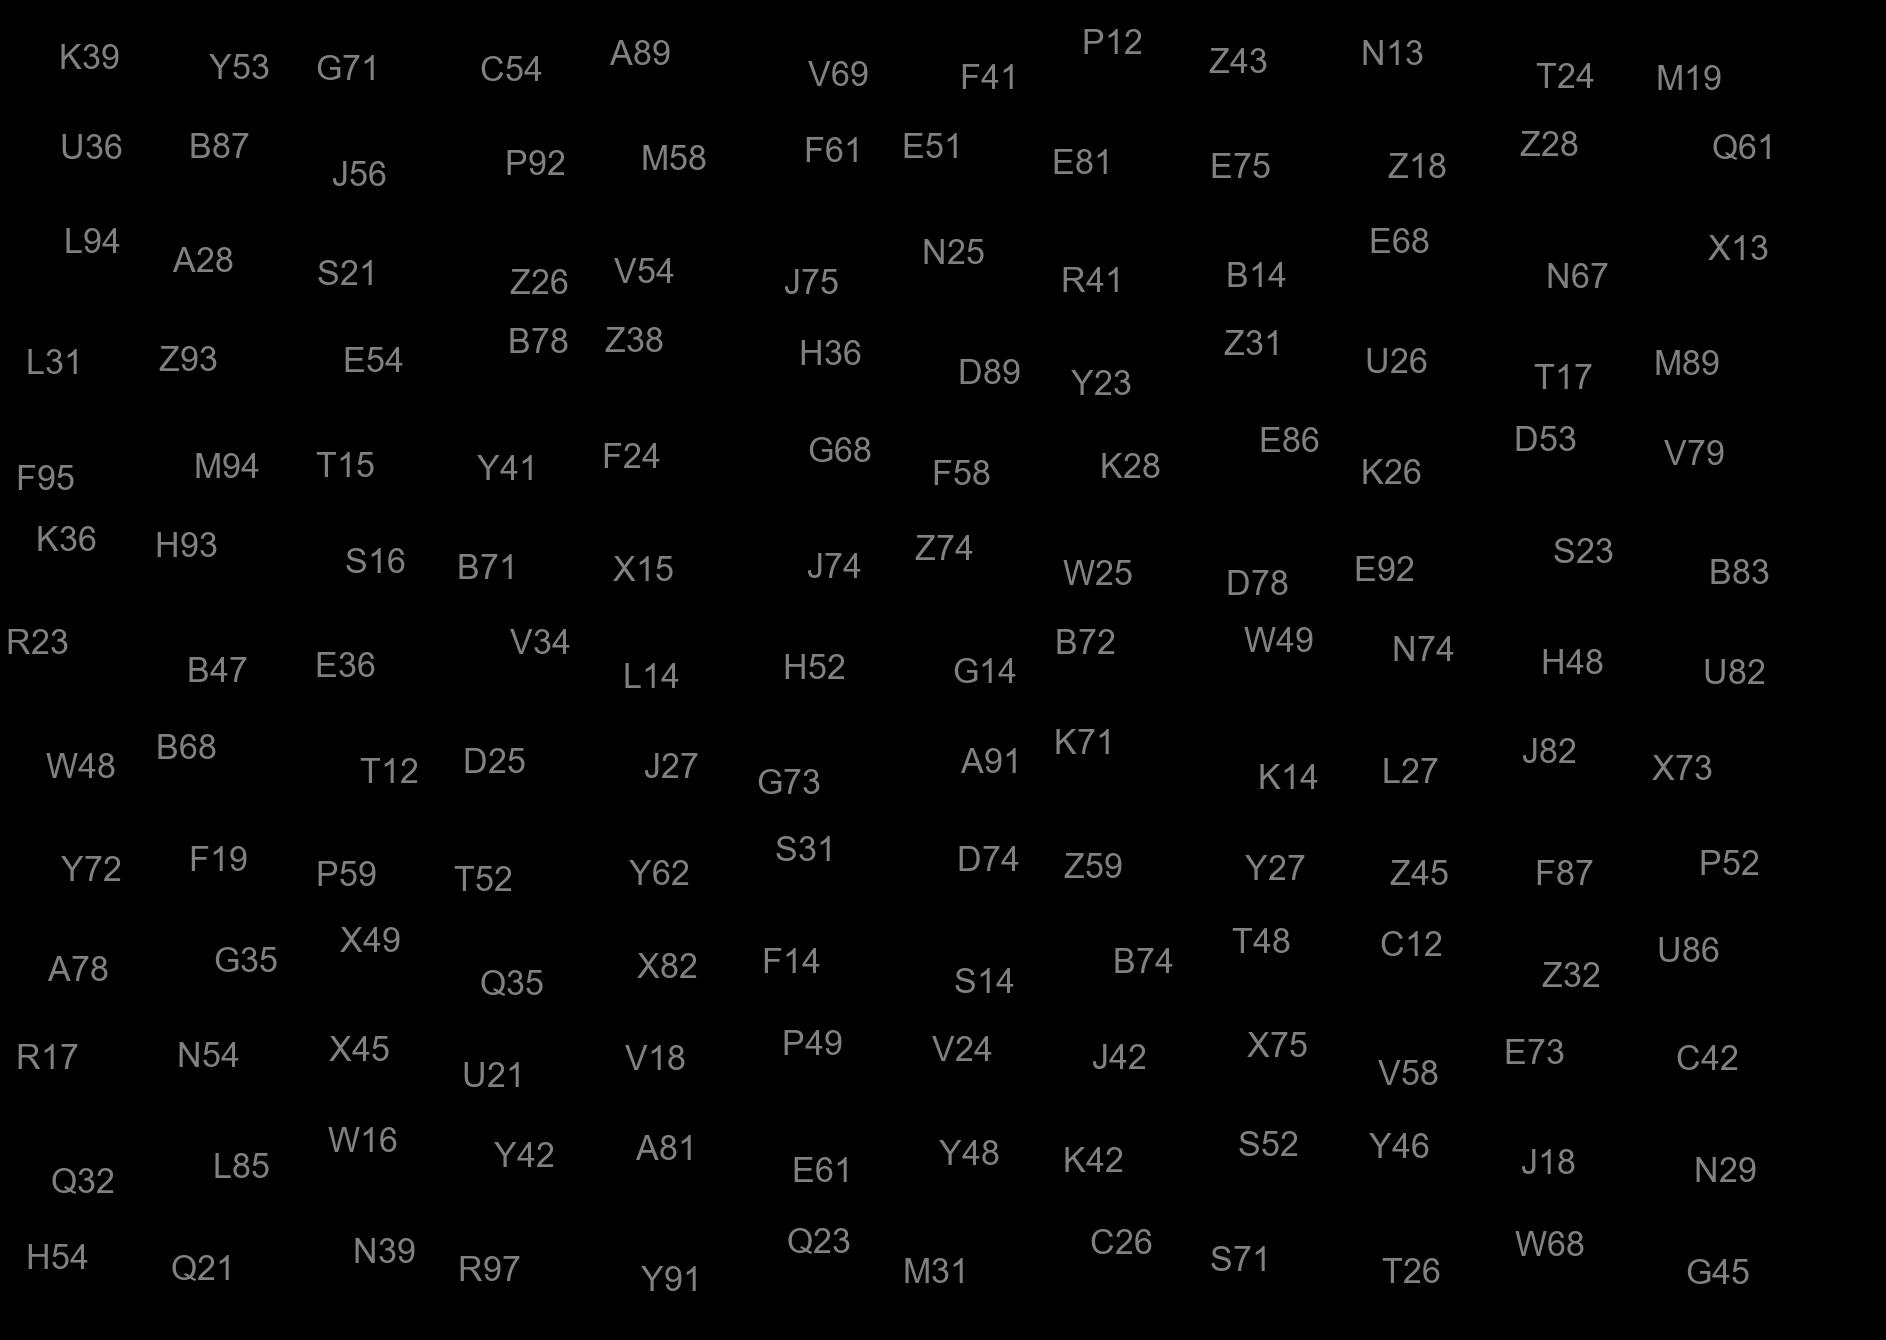 K39 Y53 G71 C54 A89 V69 F41 P12 Z43 N13 T24 M19
U36 B87 J56 P92 M58 F61 E51 E81 E75 Z18 Z28 Q61
L94 A28 S21 Z26 V54 J75 N25 R41 B14 E68 N67 X13
L31 Z93 E54 B78 Z38 H36 D89 Y23 Z31 U26 T17 M89
F95 M94 T15 Y41 F24 G68 F58 K28 E86 K26 D53 V79
K36 H93 S16 B71 X15 J74 Z74 W25 D78 E92 S23 B83
R23 B47 E36 V34 L14 H52 G14 B72 W49 N74 H48 U82
W48 B68 T12 D25 J27 G73 A91 K71 K14 L27 J82 X73
Y72 F19 P59 T52 Y62 S31 D74 Z59 Y27 Z45 F87 P52
A78 G35 X49 Q35 X82 F14 S14 B74 T48 C12 Z32 U86
R17 N54 X45 U21 V18 P49 V24 J42 X75 V58 E73 C42
Q32 L85 W16 Y42 A81 E61 Y48 K42 S52 Y46 J18 N29
H54 Q21 N39 R97 Y91 Q23 M31 C26 S71 T26 W68 G45